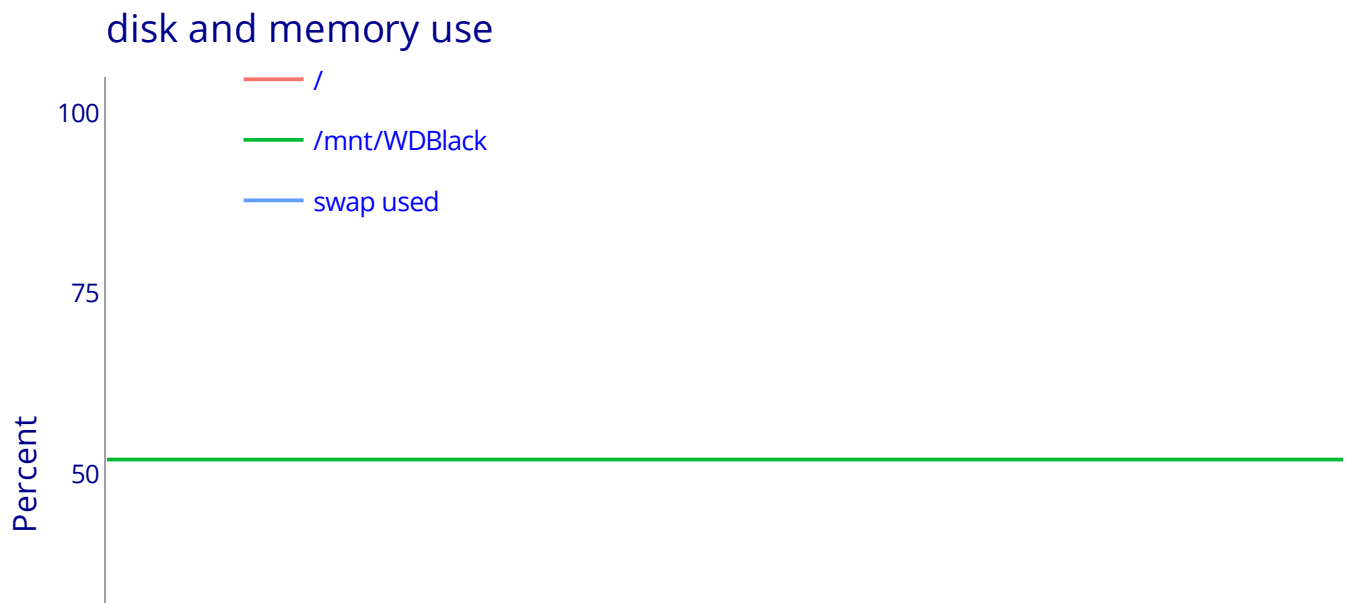 disk and memory use
/
100
/mnt/WDBlack
swap used
75
Percent
50